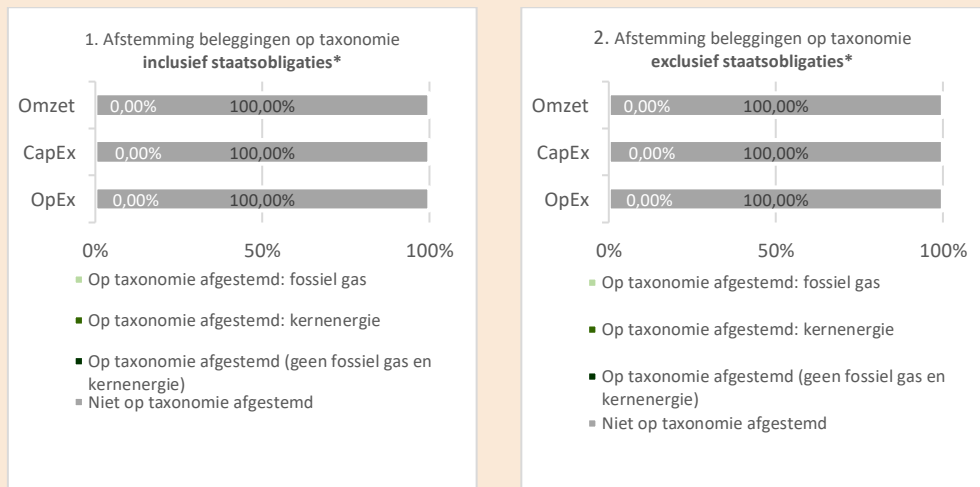 1. Afstemming beleggingen op taxonomie
inclusief staatsobligaties*
Omzet 0,00% 100,00%
CapEx 0,00% 100,00%
OpEx 0,00% 100,00%
0% 50% 100%
Op taxonomie afgestemd: fossiel gas
Op taxonomie afgestemd: kernenergie
Op taxonomie afgestemd (geen fossiel gas en
kernenergie)
Niet op taxonomie afgestemd
2. Afstemming beleggingen op taxonomie
exclusief staatsobligaties*
Omzet 0,00% 100,00%
CapEx 0,00% 100,00%
OpEx 0,00% 100,00%
0% 50% 100%
Op taxonomie afgestemd: fossiel gas
Op taxonomie afgestemd: kernenergie
Op taxonomie afgestemd (geen fossiel gas en
kernenergie)
Niet op taxonomie afgestemd